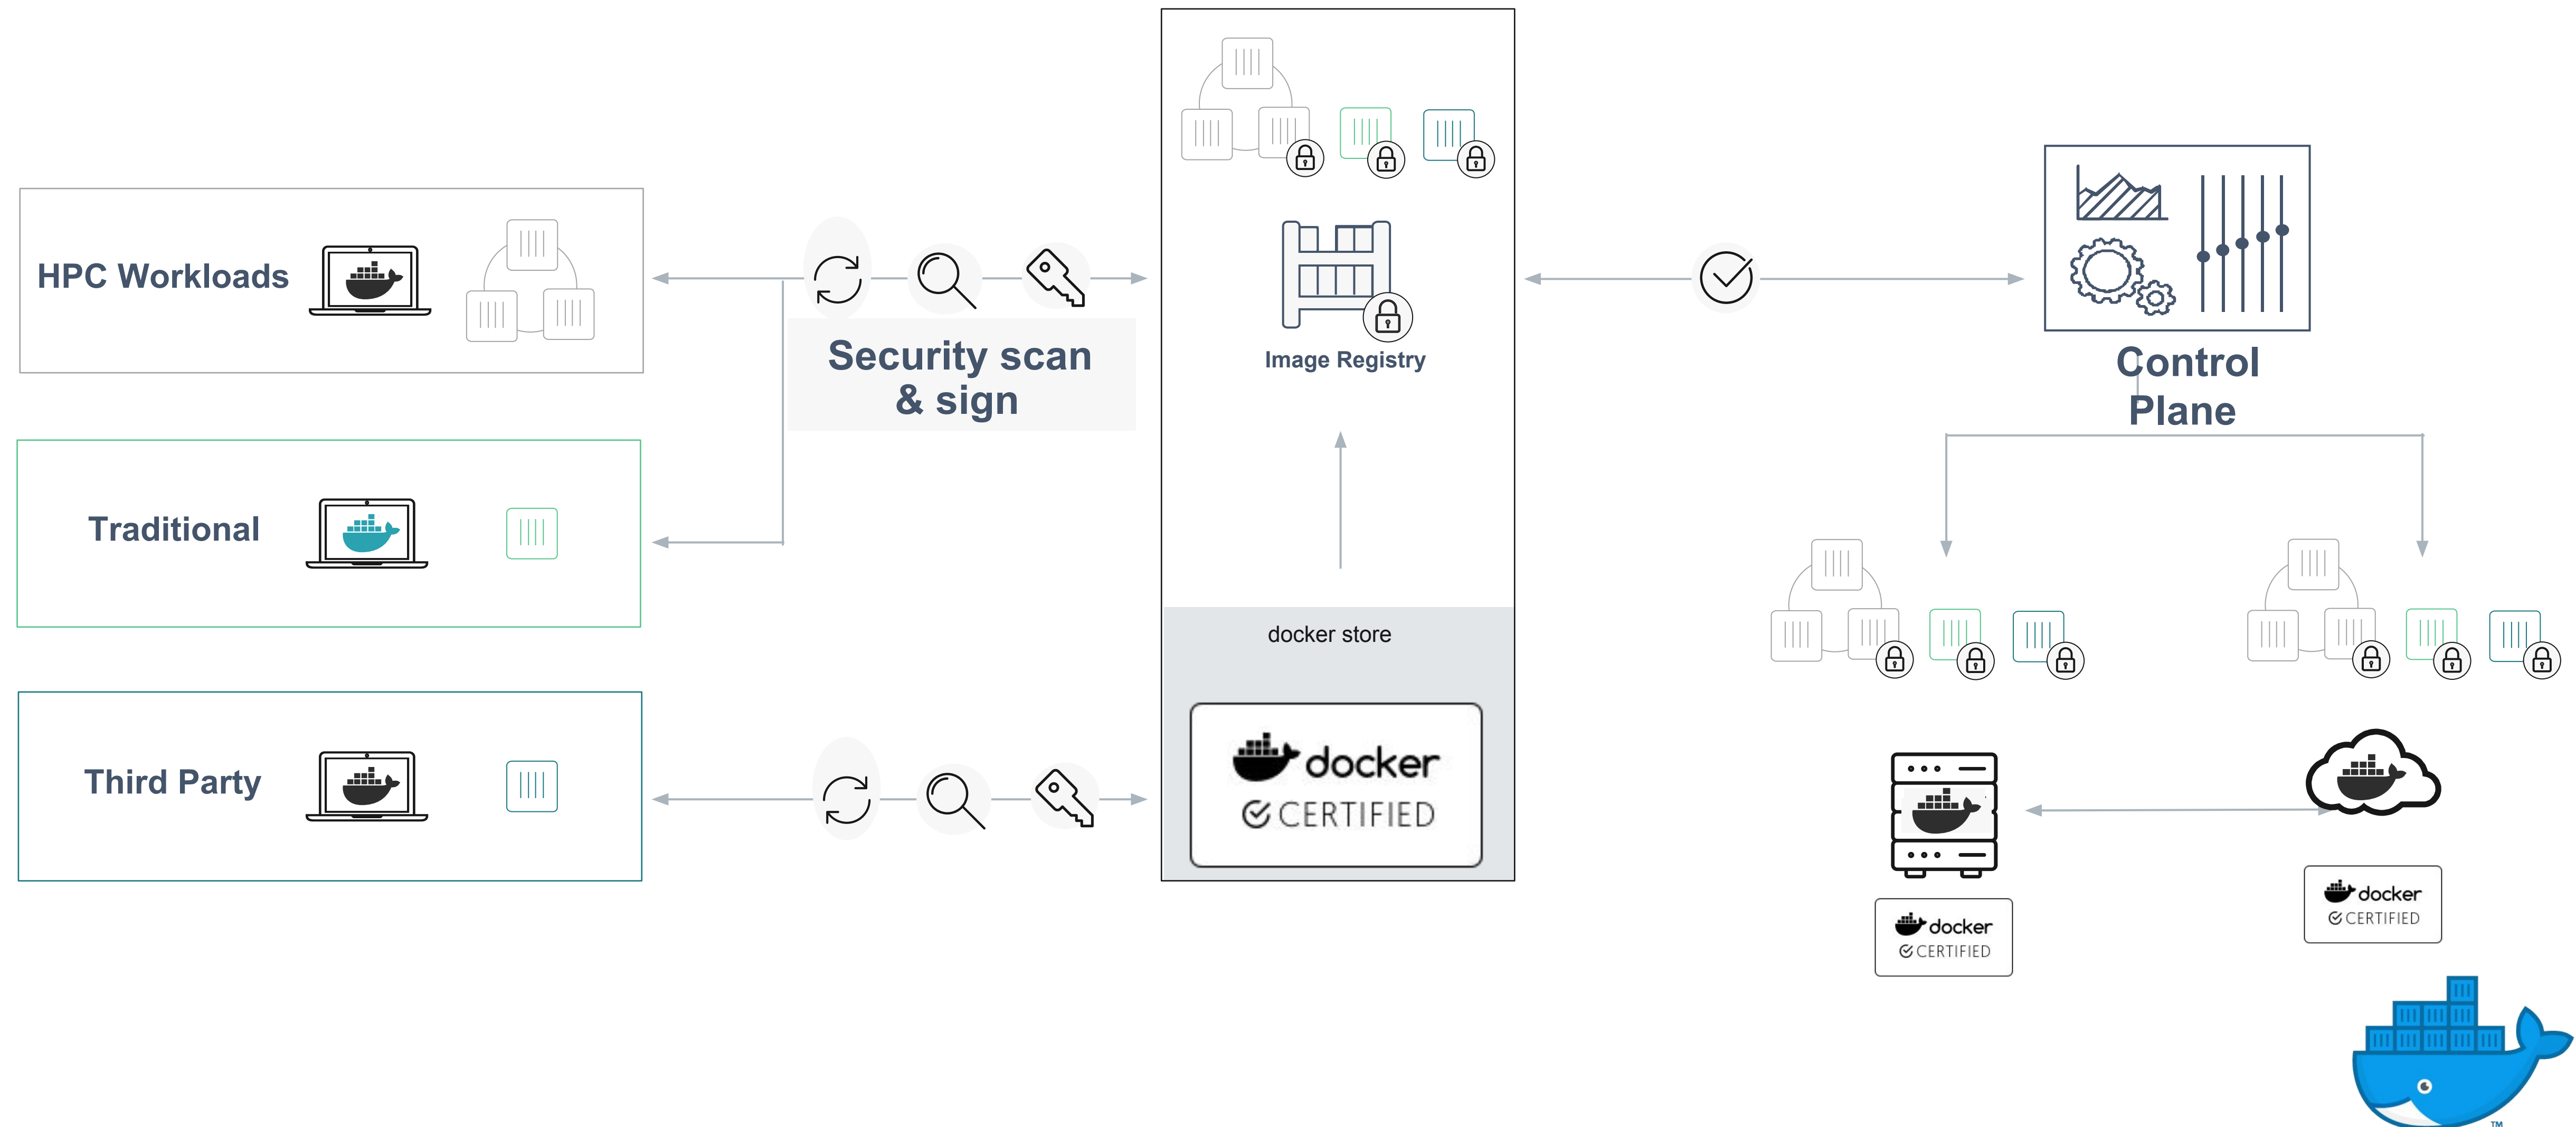 HPC Workloads
Security scan
& sign
Traditional
Third Party
Image Registry
docker store
docker
CERTIFIED
Control
Plane
docker
CERTIFIED
docker
CERTIFIED
TM